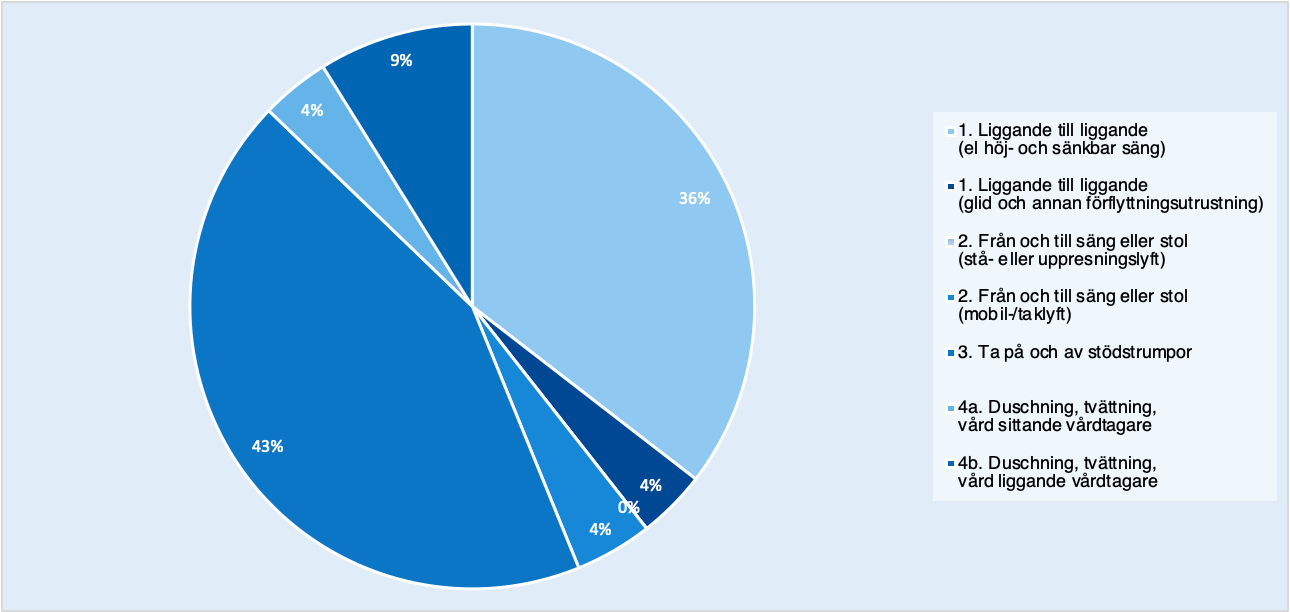 9%
4%
36%
43%
4%
0%
4%
1. Liggande till liggande
(el höj- och sänkbar säng)
1. Liggande till liggande
(glid och annan förflyttningsutrustning)
2. Från och till säng eller stol
(stå- eller uppresningslyft)
2. Från och till säng eller stol
(mobil-/taklyft)
3. Ta på och av stödstrumpor
4a. Duschning, tvättning,
vård sittande vårdtagare
4b. Duschning, tvättning,
vård liggande vårdtagare